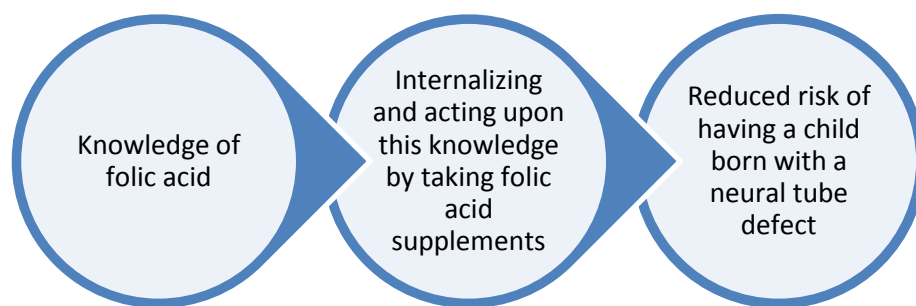 Knowledge of
folic acid
Internalizing
and acting upon
this knowledge
by taking folic
acid
supplements
Reduced risk of
having a child
born with a
neural tube
defect